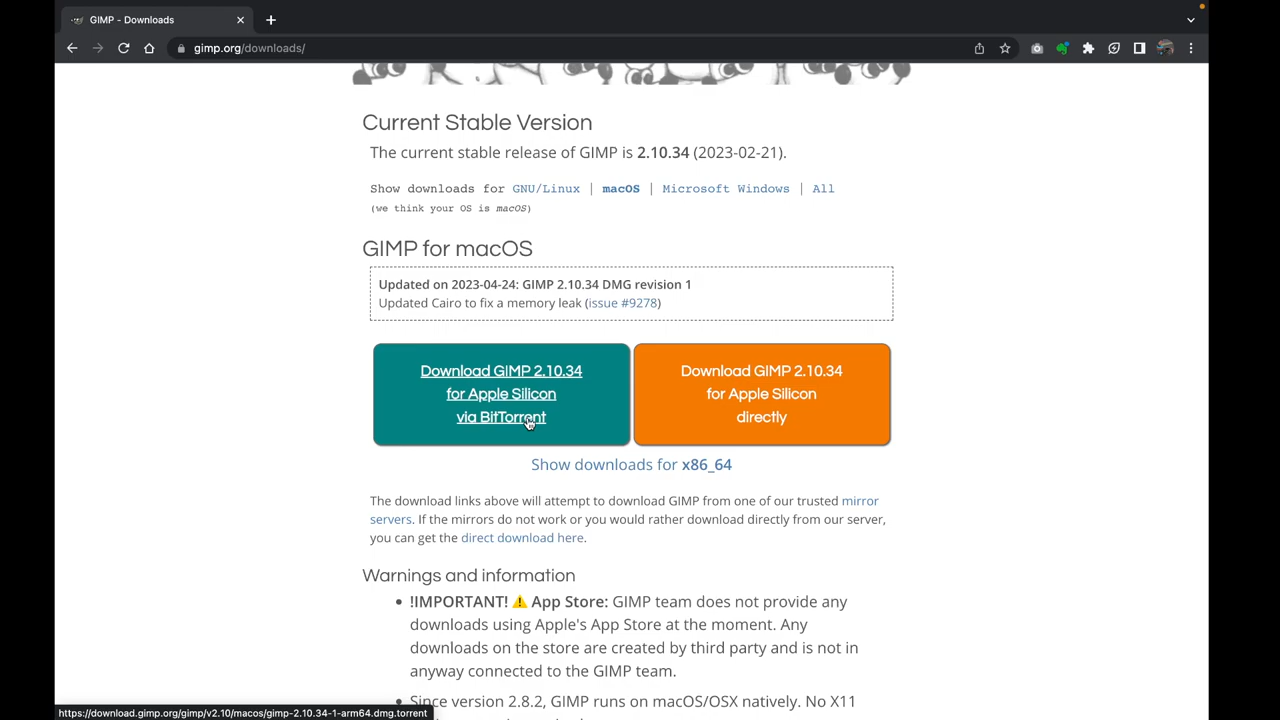 GIMP - Downloads
gimp.org/downloads/
Current Stable Version
The current stable release of GIMP is 2.10.34 (2023-02-21).
Show downloads for GNU/Linux | macOS | Microsoft Windows | All
(we think your OS is macOS)
GIMP for macOS
Updated on 2023-04-24: GIMP 2.10.34 DMG revision 1
Updated Cairo to fix a memory leak (issue #9278)
Download GIMP 2.10.34
for Apple Silicon
via BitTorrent
Download GIMP 2.10.34
for Apple Silicon
directly
Show downloads for x86_64
The download links above will attempt to download GIMP from one of our trusted mirror
servers. If the mirrors do not work or you would rather download directly from our server,
you can get the direct download here.
Warnings and information
!IMPORTANT! ⚠ App Store: GIMP team does not provide any
downloads using Apple's App Store at the moment. Any
downloads on the store are created by third party and is not in
anyway connected to the GIMP team.
Since version 2.8.2, GIMP runs on macOS/OSX natively. No X11
https://download.gimp.org/gimp/v2.10/macos/gimp-2.10.34-1-arm64.dmg.torrent